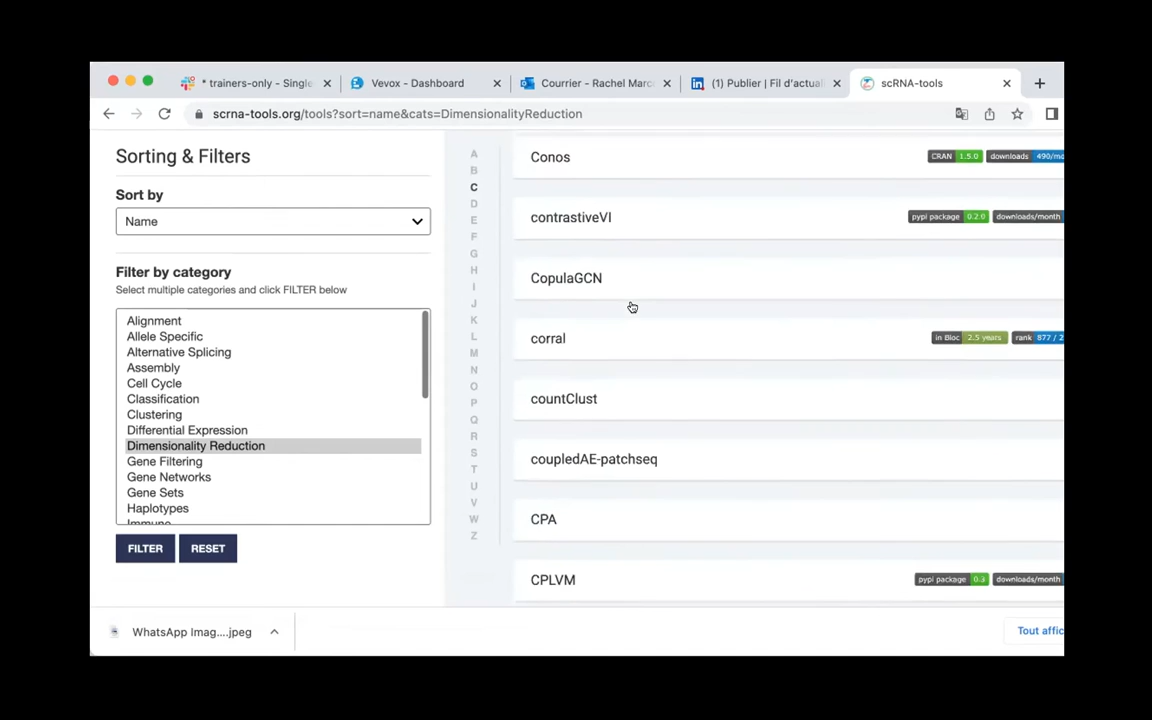 * trainers-only - Single
Vevox - Dashboard
Courrier - Rachel Marc
(1) Publier | Fil d'actual
scRNA-tools
scrna-tools.org/tools?sort=name&cats=DimensionalityReduction
Sorting & Filters
Sort by
Name
Filter by category
Select multiple categories and click FILTER below
Alignment
Allele Specific
Alternative Splicing
Assembly
Cell Cycle
Classification
Clustering
Differential Expression
Dimensionality Reduction
Gene Filtering
Gene Networks
Gene Sets
Haplotypes
Immune
FILTER
RESET
A
B
C
D
E
F
G
H
I
J
K
L
M
N
O
P
Q
R
S
T
U
V
W
Z
Conos
CRAN 1.5.0 downloads 490/mo
contrastiveVI
pypi package 0.2.0 downloads/month
CopulaGCN
corral
in Bioc 2.5 years rank 877 / 2
countClust
coupledAE-patchseq
CPA
CPLVM
pypi package 0.3 downloads/month
WhatsApp Imag....jpeg
Tout affic